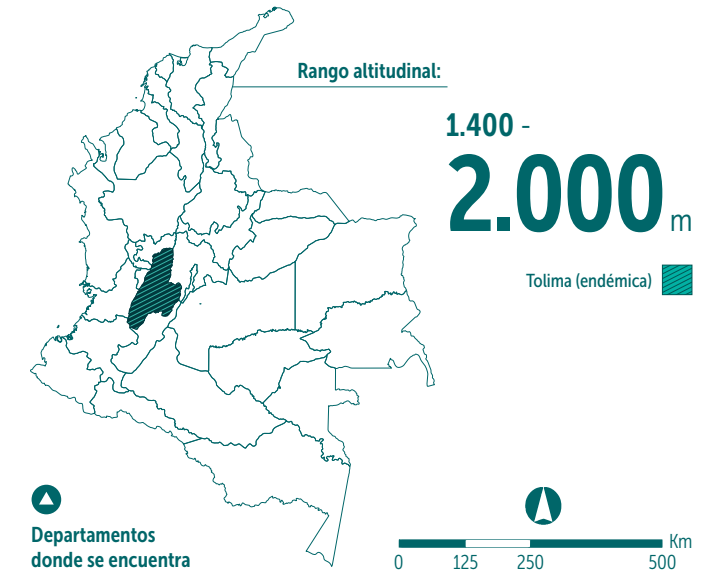 Rango altitudinal:
1.400 -
2.000 m
Tolima (endémica)
Departamentos
donde se encuentra
Km
0 125 250 500